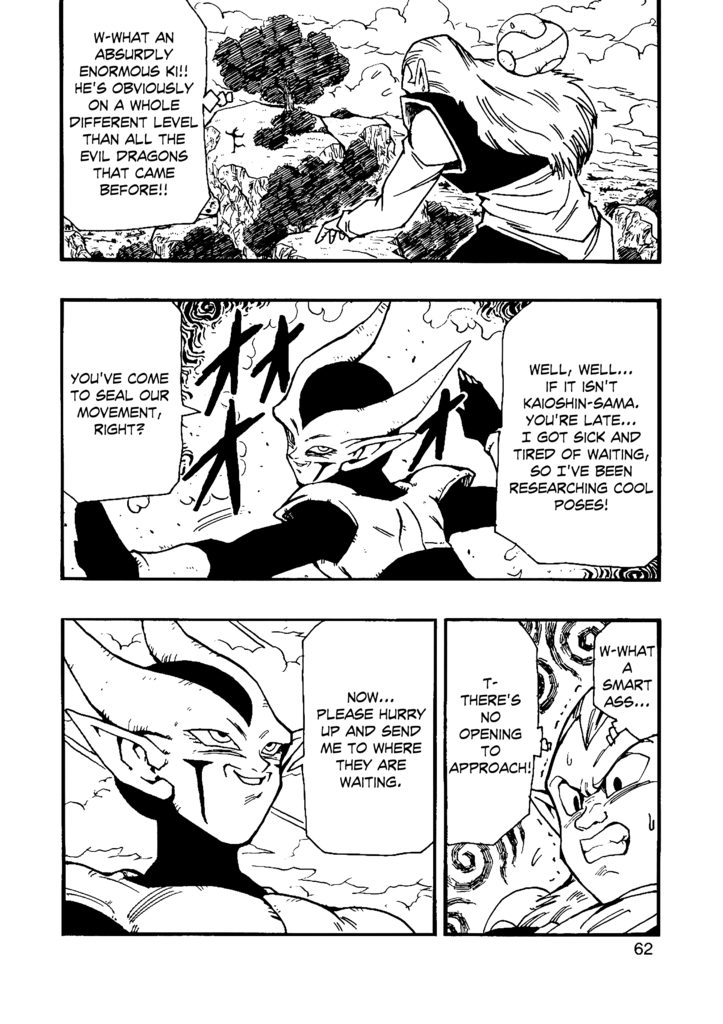 W-WHAT AN
ABSURDLY
ENORMOUS KI!!
HE'S OBVIOUSLY
ON A WHOLE
DIFFERENT LEVEL
THAN ALL THE
EVIL DRAGONS
THAT CAME
BEFORE!!
WELL, WELL...
IF IT ISN'T
KAIOSHIN-SAMA.
YOU'RE LATE...
I GOT SICK AND
TIRED OF WAITING,
SO I'VE BEEN
RESEARCHING COOL
POSES!
YOU'VE COME
TO SEAL OUR
MOVEMENT,
RIGHT?
W-WHAT
A
SMART
ASS...
T-
THERE'S
NO
OPENING
TO
APPROACH!
NOW...
PLEASE HURRY
UP AND SEND
ME TO WHERE
THEY ARE
WAITING.
62